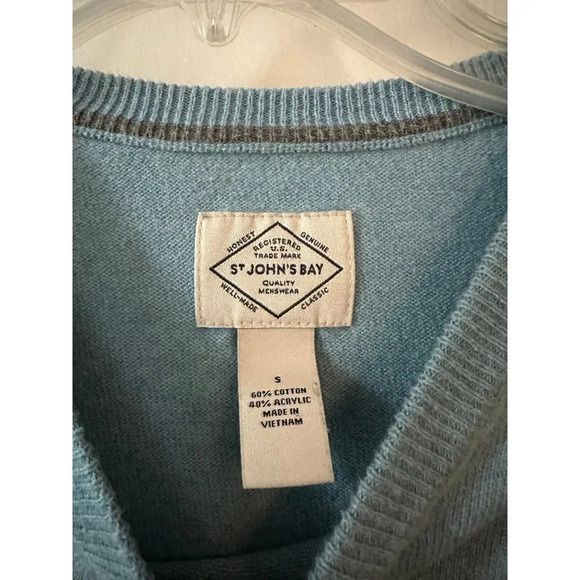 HONEST GENUINE
REGISTERED
U.S.
TRADE MARK
ST JOHN'S BAY
QUALITY
MENSWEAR
WELL-MADE CLASSIC
S
60% COTTON
40% ACRYLIC
MADE IN
VIETNAM